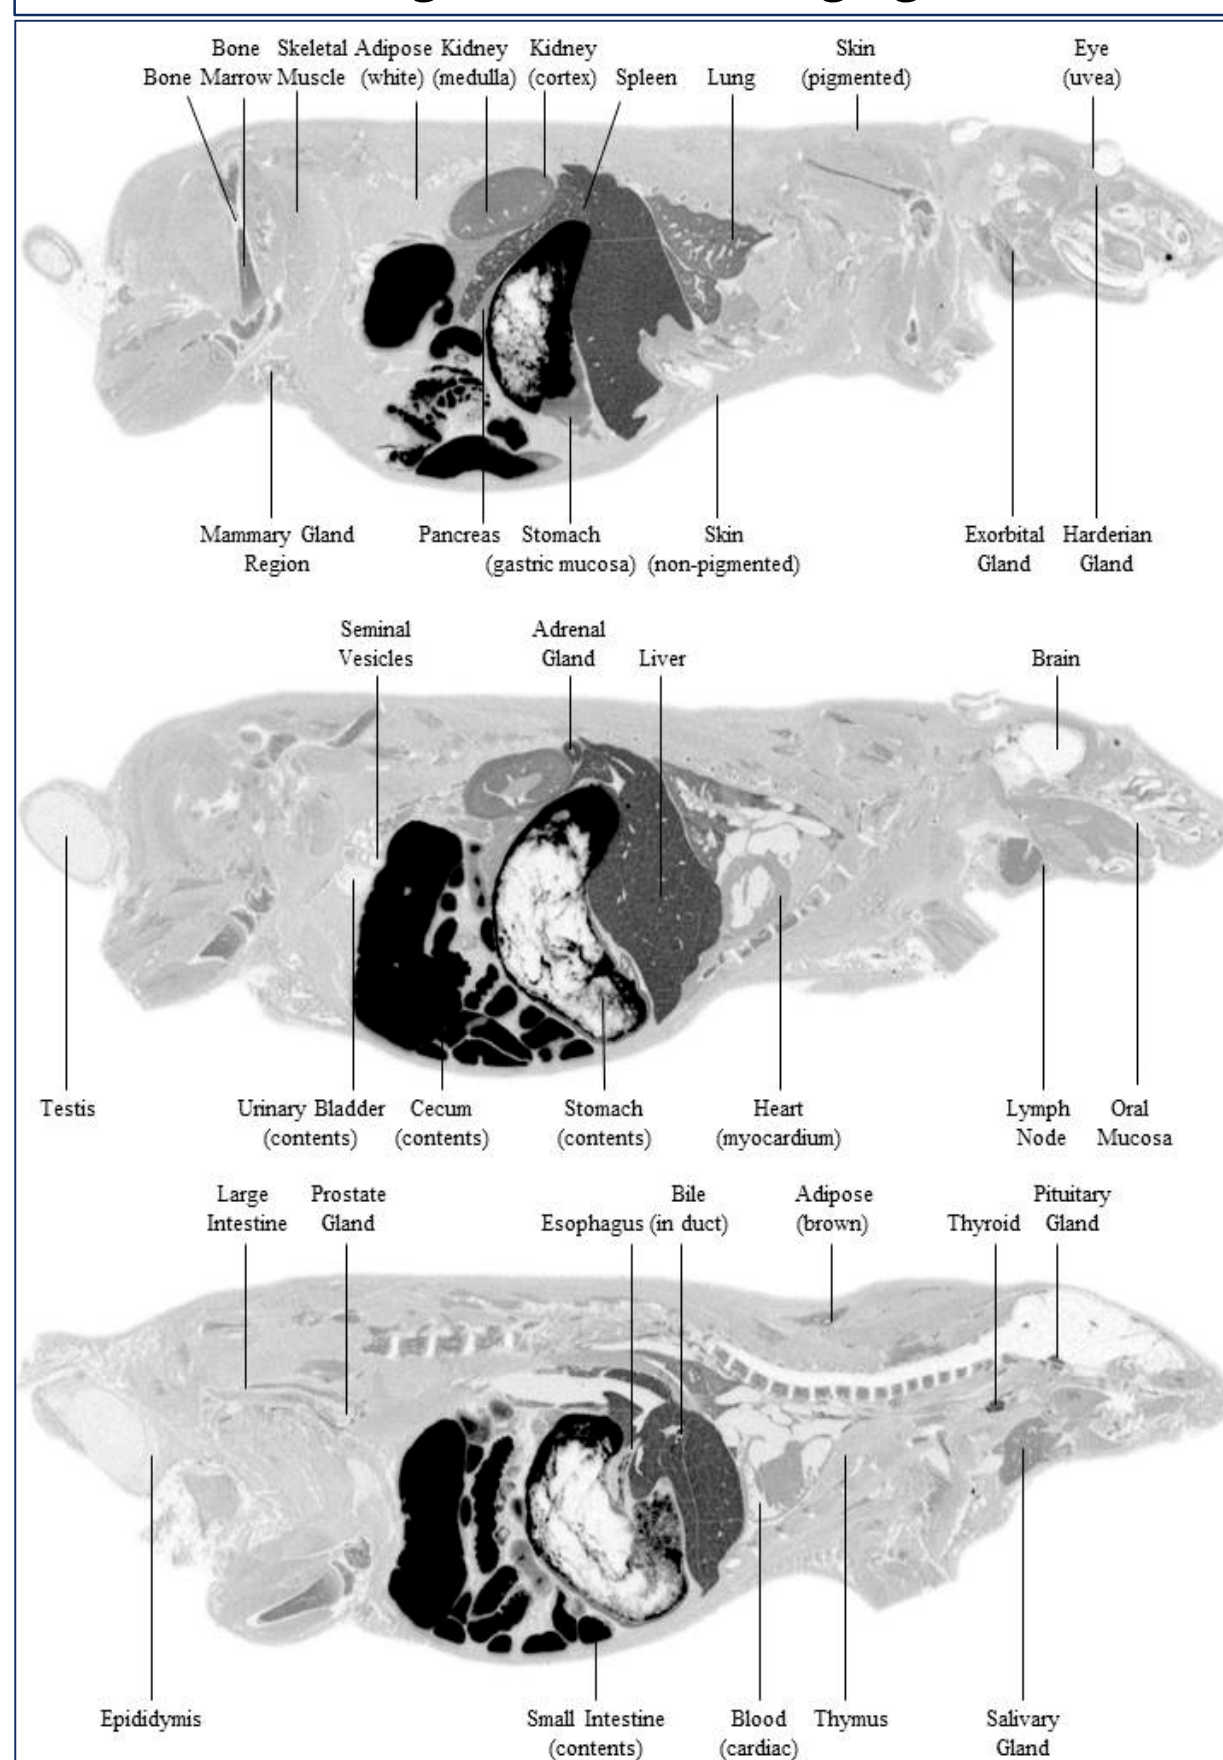 Bone Skeletal Adipose Kidney Kidney Skin Eye
Bone Marrow Muscle (white) (medulla) (cortex) Spleen Lung (pigmented) (uvea)
Mammary Gland Pancreas Stomach Skin Exorbital Harderian
Region (gastric mucosa) (non-pigmented) Gland Gland
Seminal Adrenal
Vesicles Gland Liver Brain
Testis Urinary Bladder Cecum Stomach Heart Lymph Oral
(contents) (contents) (contents) (myocardium) Node Mucosa
Large Prostate Bile Adipose Pituitary
Intestine Gland Esophagus (in duct) (brown) Thyroid Gland
Epididymis Small Intestine Blood Thymus Salivary
(contents) (cardiac) Gland